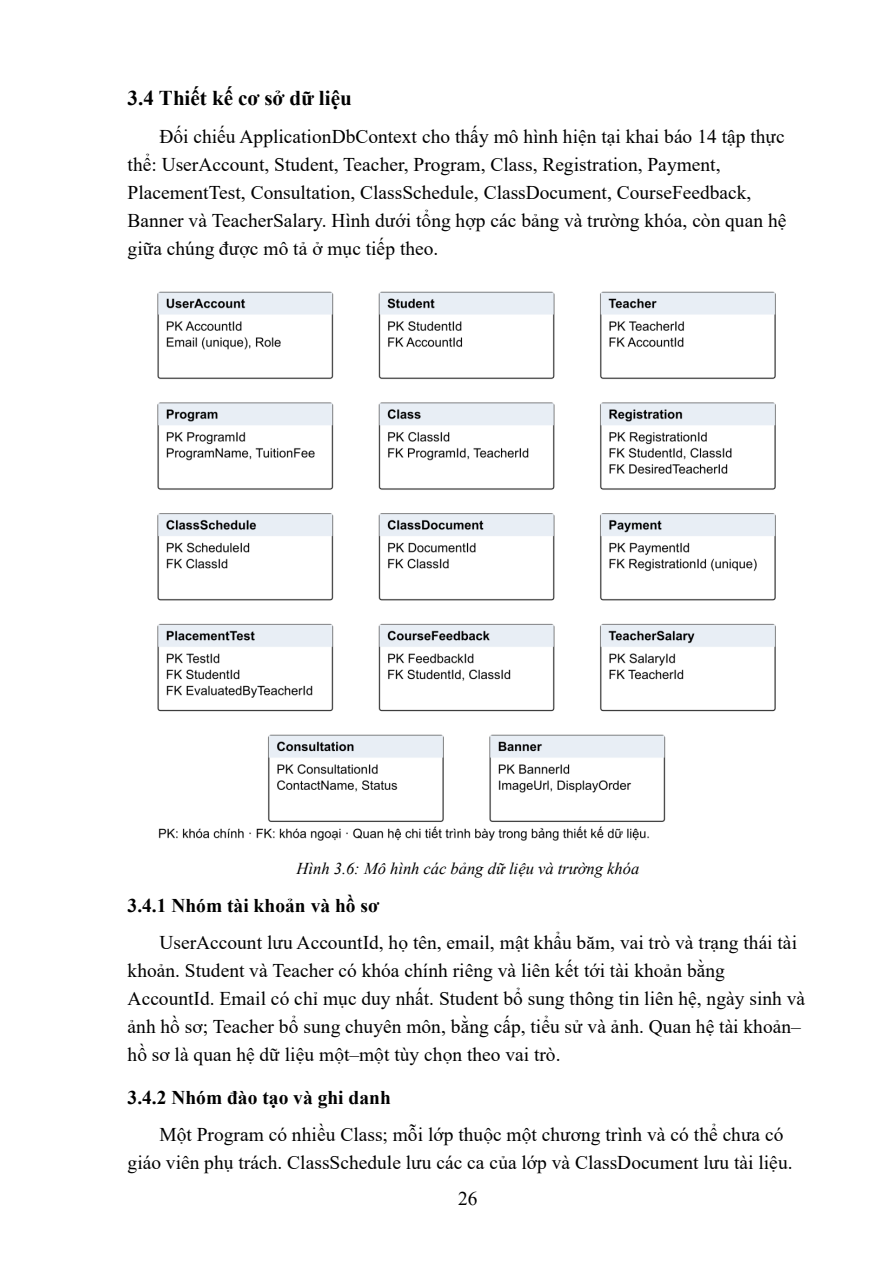 3.4 Thiết kế cơ sở dữ liệu
Đối chiếu ApplicationDbContext cho thấy mô hình hiện tại khai báo 14 tập thực
thể: UserAccount, Student, Teacher, Program, Class, Registration, Payment,
PlacementTest, Consultation, ClassSchedule, ClassDocument, CourseFeedback,
Banner và TeacherSalary. Hình dưới tổng hợp các bảng và trường khóa, còn quan hệ
giữa chúng được mô tả ở mục tiếp theo.
UserAccount
PK AccountId
Email (unique), Role
Student
PK StudentId
FK AccountId
Teacher
PK TeacherId
FK AccountId
Program
PK ProgramId
ProgramName, TuitionFee
Class
PK ClassId
FK ProgramId, TeacherId
Registration
PK RegistrationId
FK StudentId, ClassId
FK DesiredTeacherId
ClassSchedule
PK ScheduleId
FK ClassId
ClassDocument
PK DocumentId
FK ClassId
Payment
PK PaymentId
FK RegistrationId (unique)
PlacementTest
PK TestId
FK StudentId
FK EvaluatedByTeacherId
CourseFeedback
PK FeedbackId
FK StudentId, ClassId
TeacherSalary
PK SalaryId
FK TeacherId
Consultation
PK ConsultationId
ContactName, Status
Banner
PK BannerId
ImageUrl, DisplayOrder
PK: khóa chính · FK: khóa ngoại · Quan hệ chi tiết trình bày trong bảng thiết kế dữ liệu.
Hình 3.6: Mô hình các bảng dữ liệu và trường khóa
3.4.1 Nhóm tài khoản và hồ sơ
UserAccount lưu AccountId, họ tên, email, mật khẩu băm, vai trò và trạng thái tài
khoản. Student và Teacher có khóa chính riêng và liên kết tới tài khoản bằng
AccountId. Email có chỉ mục duy nhất. Student bổ sung thông tin liên hệ, ngày sinh và
ảnh hồ sơ; Teacher bổ sung chuyên môn, bằng cấp, tiểu sử và ảnh. Quan hệ tài khoản–
hồ sơ là quan hệ dữ liệu một–một tùy chọn theo vai trò.
3.4.2 Nhóm đào tạo và ghi danh
Một Program có nhiều Class; mỗi lớp thuộc một chương trình và có thể chưa có
giáo viên phụ trách. ClassSchedule lưu các ca của lớp và ClassDocument lưu tài liệu.
26